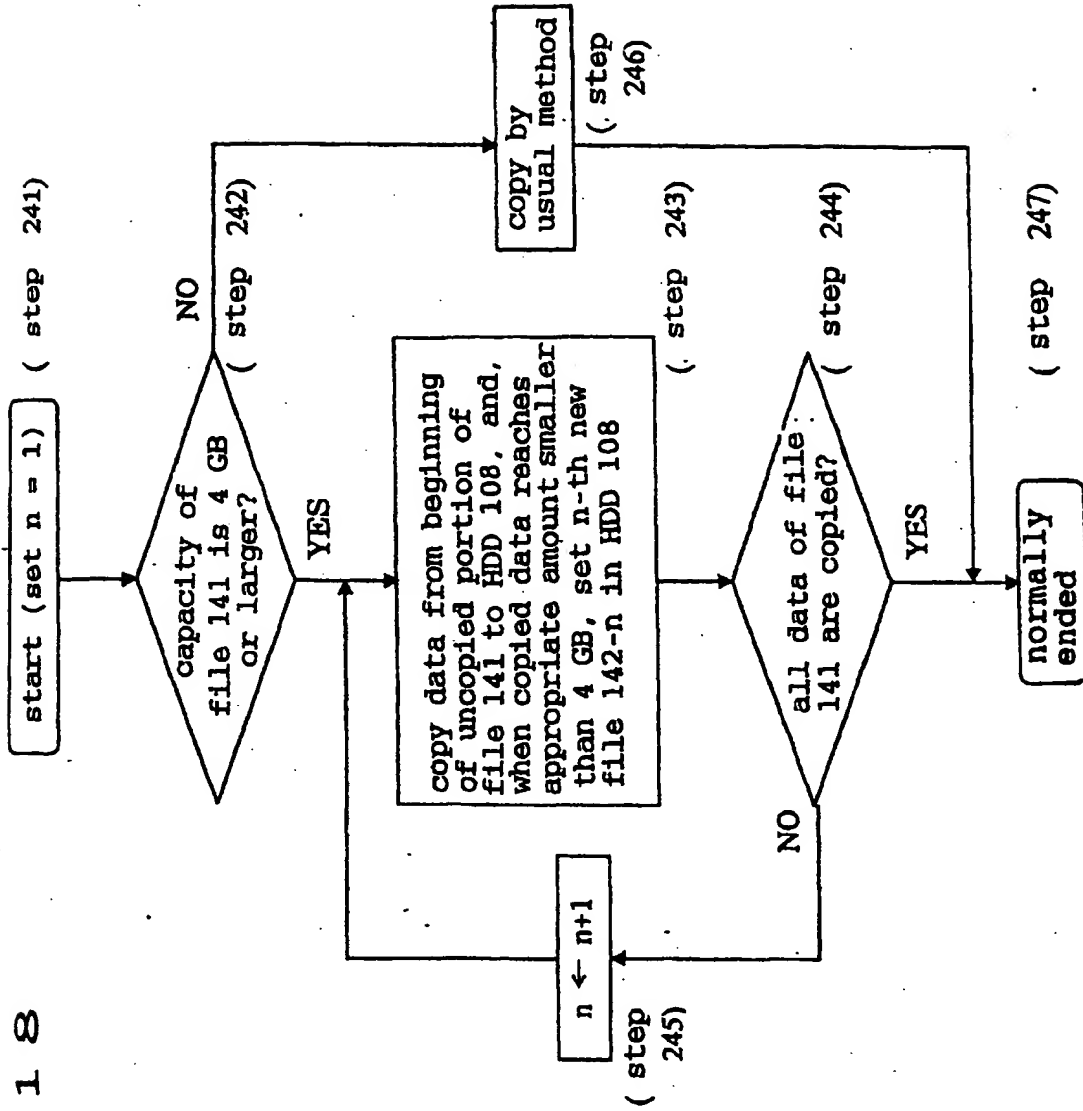 18
start (set n = 1)
( step 241)
capacity of
file 141 is 4 GB
or larger?
( step 242)
NO
YES
copy by
usual method
( step
246)
copy data from beginning
of uncopied portion of
file 141 to HDD 108, and,
when copied data reaches
appropriate amount smaller
than 4 GB, set n-th new
file 142-n in HDD 108
( step 243)
all data of file
141 are copied?
( step 244)
NO
YES
n ← n+1
( step
245)
normally
ended
( step 247)